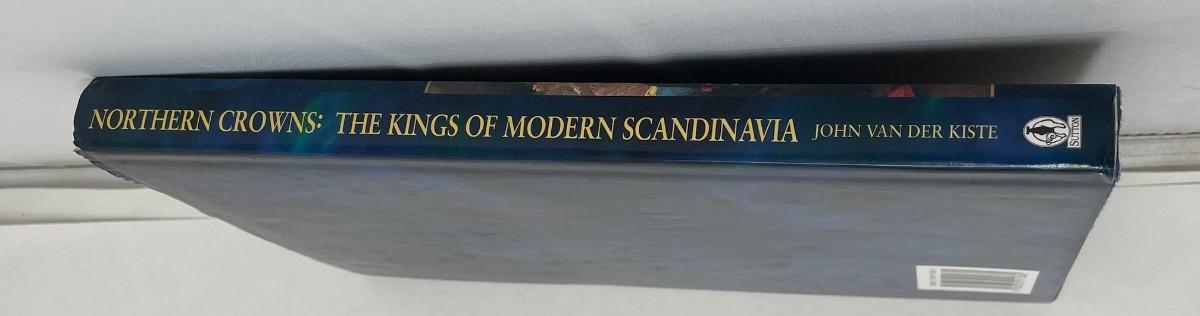 NORTHERN CROWNS: THE KINGS OF MODERN SCANDINAVIA JOHN VAN DER KISTE
SUTTON